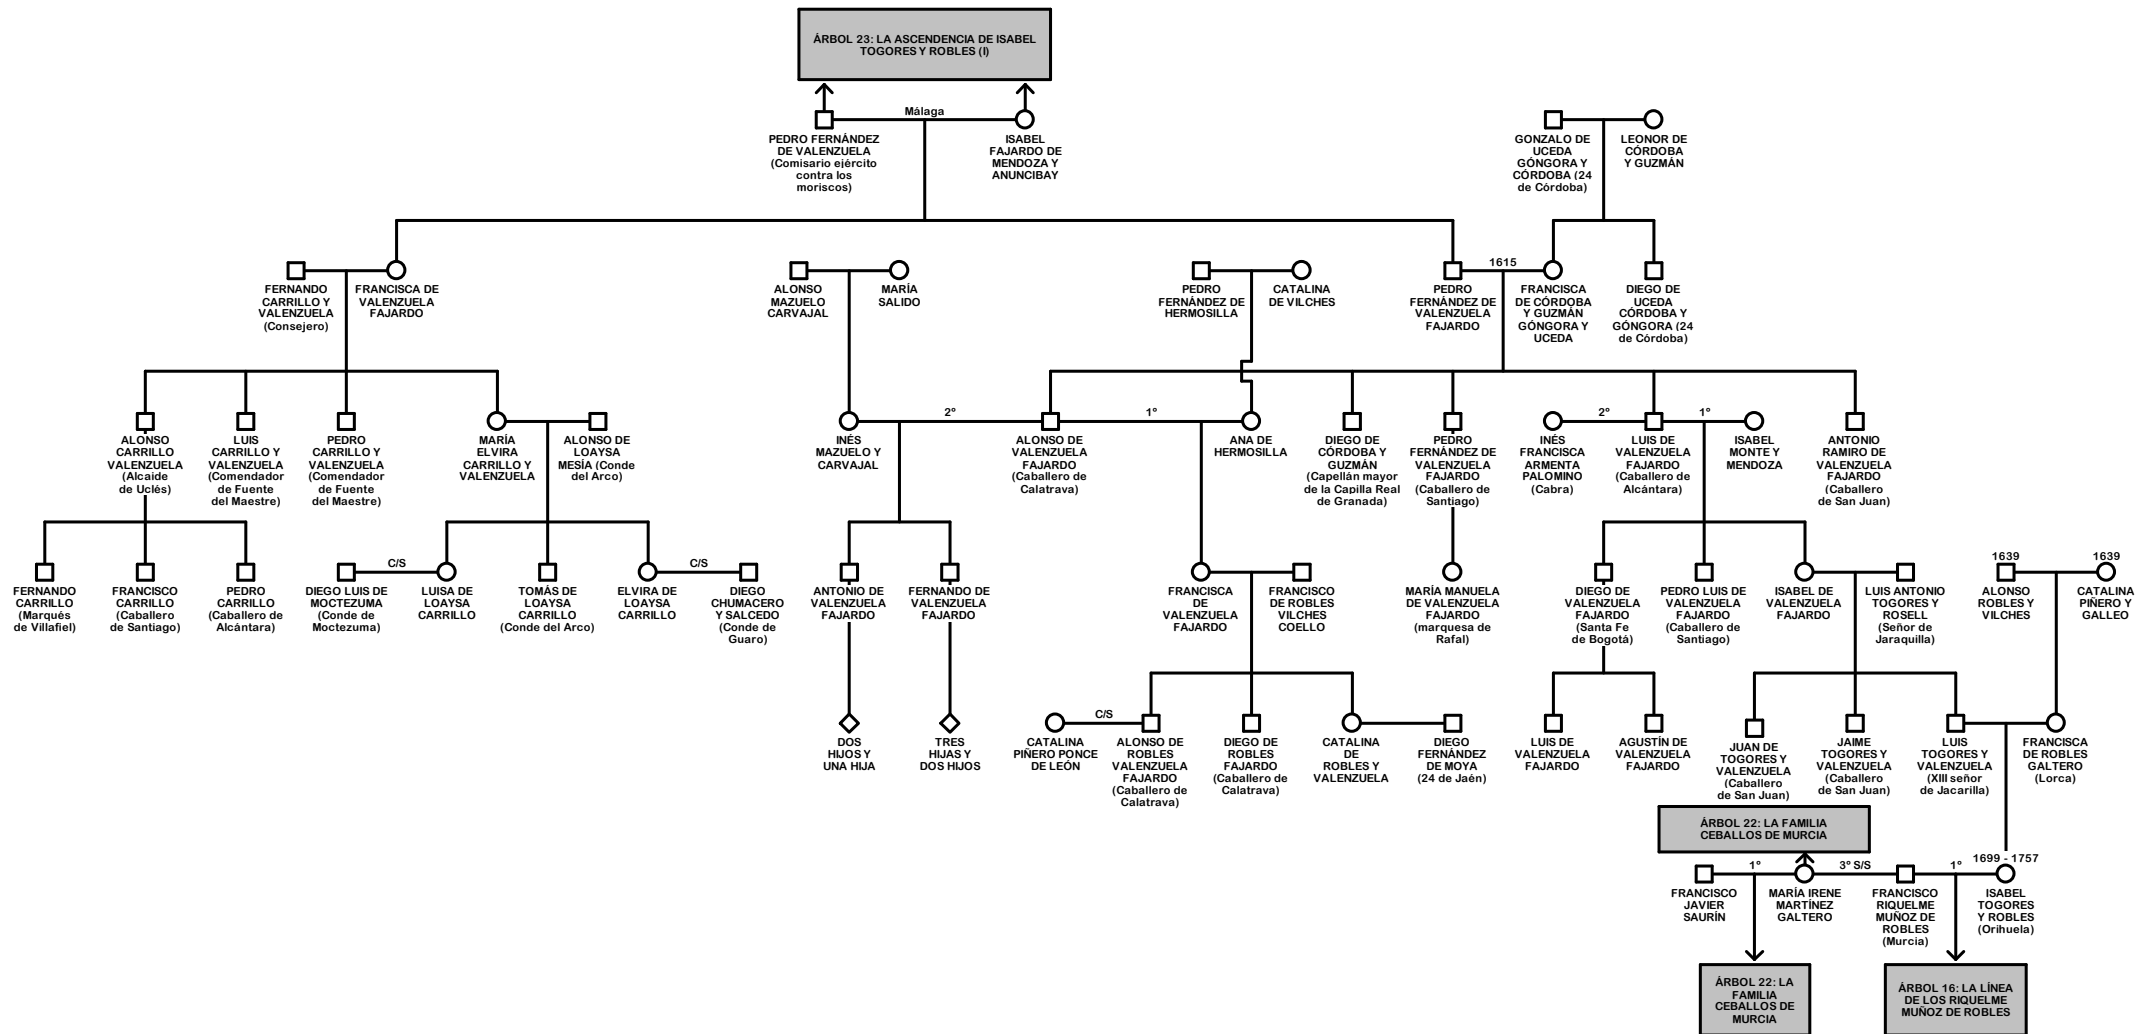 ÁRBOL 23: LA ASCENDENCIA DE ISABEL
TOGORES Y ROBLES (I)
Málaga
PEDRO FERNÁNDEZ
DE VALENZUELA
(Comisario ejército
contra los
moriscos)
ISABEL
FAJARDO DE
MENDOZA Y
ANUNCIBAY
GONZALO DE
UCEDA
GÓNGORA Y
CÓRDOBA (24
de Córdoba)
LEONOR DE
CÓRDOBA
Y GUZMÁN
FERNANDO
CARRILLO Y
VALENZUELA
(Consejero)
FRANCISCA DE
VALENZUELA
FAJARDO
ALONSO
MAZUELO
CARVAJAL
MARÍA
SALIDO
PEDRO
FERNÁNDEZ DE
HERMOSILLA
CATALINA
DE VILCHES
1615
PEDRO
FERNÁNDEZ DE
VALENZUELA
FAJARDO
FRANCISCA
DE CÓRDOBA
Y GUZMÁN
GÓNGORA Y
UCEDA
DIEGO DE
UCEDA
CÓRDOBA Y
GÓNGORA (24
de Córdoba)
ALONSO
CARRILLO
VALENZUELA
(Alcaide
de Uclés)
LUIS
CARRILLO Y
VALENZUELA
(Comendador
de Fuente
del Maestre)
PEDRO
CARRILLO Y
VALENZUELA
(Comendador
de Fuente
del Maestre)
MARÍA
ELVIRA
CARRILLO Y
VALENZUELA
ALONSO DE
LOAYSA
MESÍA (Conde
del Arco)
2º
1º
INÉS
MAZUELO Y
CARVAJAL
ALONSO DE
VALENZUELA
FAJARDO
(Caballero de
Calatrava)
ANA DE
HERMOSILLA
DIEGO DE
CÓRDOBA Y
GUZMÁN
(Capellán mayor
de la Capilla Real
de Granada)
PEDRO
FERNÁNDEZ DE
VALENZUELA
FAJARDO
(Caballero de
Santiago)
2º
1º
INÉS
FRANCISCA
ARMENTA
PALOMINO
(Cabra)
LUIS DE
VALENZUELA
FAJARDO
(Caballero de
Alcántara)
ISABEL
MONTE Y
MENDOZA
ANTONIO
RAMIRO DE
VALENZUELA
FAJARDO
(Caballero
de San Juan)
FERNANDO
CARRILLO
(Marqués
de Villafiel)
FRANCISCO
CARRILLO
(Caballero
de Santiago)
PEDRO
CARRILLO
(Caballero de
Alcántara)
C/S
DIEGO LUIS DE
MOCTEZUMA
(Conde de
Moctezuma)
LUISA DE
LOAYSA
CARRILLO
TOMÁS DE
LOAYSA
CARRILLO
(Conde del Arco)
ELVIRA DE
LOAYSA
CARRILLO
C/S
DIEGO
CHUMACERO
Y SALCEDO
(Conde de
Guaro)
ANTONIO DE
VALENZUELA
FAJARDO
FERNANDO DE
VALENZUELA
FAJARDO
FRANCISCA
DE
VALENZUELA
FAJARDO
FRANCISCO
DE ROBLES
VILCHES
COELLO
MARÍA MANUELA
DE VALENZUELA
FAJARDO
(marquesa de
Rafal)
DIEGO DE
VALENZUELA
FAJARDO
(Santa Fe
de Bogotá)
PEDRO LUIS DE
VALENZUELA
FAJARDO
(Caballero de
Santiago)
ISABEL DE
VALENZUELA
FAJARDO
LUIS ANTONIO
TOGORES Y
ROSELL
(Señor de
Jaraquilla)
1639
ALONSO
ROBLES Y
VILCHES
1639
CATALINA
PIÑERO Y
GALLEO
DOS
HIJOS Y
UNA HIJA
TRES
HIJAS Y
DOS HIJOS
C/S
CATALINA
PIÑERO PONCE
DE LEÓN
ALONSO DE
ROBLES
VALENZUELA
FAJARDO
(Caballero de
Calatrava)
DIEGO DE
ROBLES
FAJARDO
(Caballero de
Calatrava)
CATALINA
DE
ROBLES Y
VALENZUELA
DIEGO
FERNÁNDEZ
DE MOYA
(24 de Jaén)
LUIS DE
VALENZUELA
FAJARDO
AGUSTÍN DE
VALENZUELA
FAJARDO
JUAN DE
TOGORES Y
VALENZUELA
(Caballero
de San Juan)
JAIME
TOGORES Y
VALENZUELA
(Caballero
de San Juan)
LUIS
TOGORES Y
VALENZUELA
(XIII señor
de Jacarilla)
FRANCISCA
DE ROBLES
GALTERO
(Lorca)
ÁRBOL 22: LA FAMILIA
CEBALLOS DE MURCIA
1º
3º S/S
1º
1699 - 1757
FRANCISCO
JAVIER
SAURÍN
MARÍA IRENE
MARTÍNEZ
GALTERO
FRANCISCO
RIQUELME
MUÑOZ DE
ROBLES
(Murcia)
ISABEL
TOGORES
Y ROBLES
(Orihuela)
ÁRBOL 22: LA
FAMILIA
CEBALLOS DE
MURCIA
ÁRBOL 16: LA LÍNEA
DE LOS RIQUELME
MUÑOZ DE ROBLES